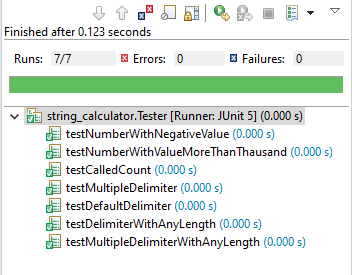 Finished after 0.123 seconds
Runs: 7/7 Errors: 0 Failures: 0
string_calculator.Tester [Runner: JUnit 5] (0.000 s)
testNumberWithNegativeValue (0.000 s)
testNumberWithValueMoreThanThausand (0.000 s)
testCalledCount (0.000 s)
testMultipleDelimiter (0.000 s)
testDefaultDelimiter (0.000 s)
testDelimiterWithAnyLength (0.000 s)
testMultipleDelimiterWithAnyLength (0.000 s)